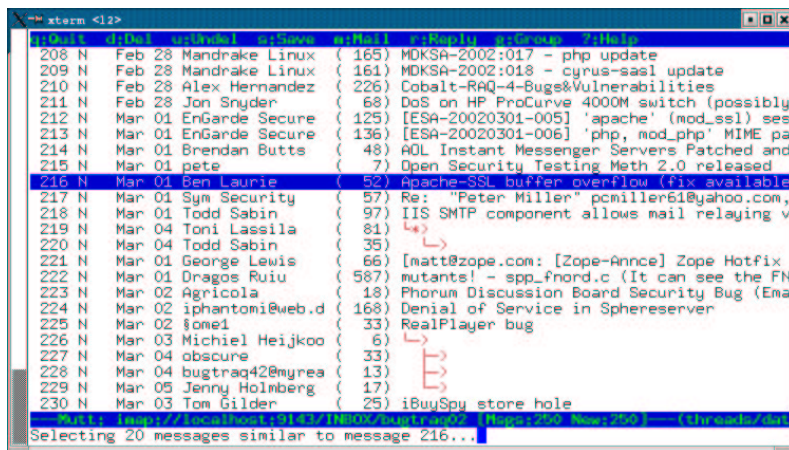 xterm <12>
q:Quit d:Del u:Undel s:Save m:Mail r:Reply g:Group ?:Help
208 N Feb 28 Mandrake Linux ( 165) MDKSA-2002:017 - php update
209 N Feb 28 Mandrake Linux ( 161) MDKSA-2002:018 - cyrus-sasl update
210 N Feb 28 Alex Hernandez ( 226) Cobalt-RAQ-4-Bugs&Vulnerabilities
211 N Feb 28 Jon Snyder ( 68) DoS on HP ProCurve 4000M switch (possibly
212 N Mar 01 EnGarde Secure ( 125) [ESA-20020301-005] 'apache' (mod_ssl) ses
213 N Mar 01 EnGarde Secure ( 136) [ESA-20020301-006] 'php, mod_php' MIME pa
214 N Mar 01 Brendan Butts ( 48) AOL Instant Messenger Servers Patched and
215 N Mar 01 pete ( 7) Open Security Testing Meth 2.0 released
216 N Mar 01 Ben Laurie ( 52) Apache-SSL buffer overflow (fix available
217 N Mar 01 Sym Security ( 57) Re: "Peter Miller" pcmiller61@yahoo.com,
218 N Mar 01 Todd Sabin ( 97) IIS SMTP component allows mail relaying v
219 N Mar 04 Toni Lassila ( 81) └*>
220 N Mar 04 Todd Sabin ( 35) └─>
221 N Mar 01 George Lewis ( 66) [matt@zope.com: [Zope-Annce] Zope Hotfix
222 N Mar 01 Dragos Ruiu ( 587) mutants! - spp_fnord.c (It can see the FN
223 N Mar 02 Agricola ( 18) Phorum Discussion Board Security Bug (Ema
224 N Mar 02 iphantomi@web.d ( 168) Denial of Service in Sphereserver
225 N Mar 02 §ome1 ( 33) RealPlayer bug
226 N Mar 03 Michiel Heijkoo ( 6) └─>
227 N Mar 04 obscure ( 33) ├─>
228 N Mar 04 bugtraq42@myrea ( 13) ├─>
229 N Mar 05 Jenny Holmberg ( 17) └─>
230 N Mar 03 Tom Gilder ( 25) iBuySpy store hole
---Mutt: imap://localhost:9143/INBOX/bugtraq02 [Msgs:250 New:250]---(threads/dat
Selecting 20 messages similar to message 216...